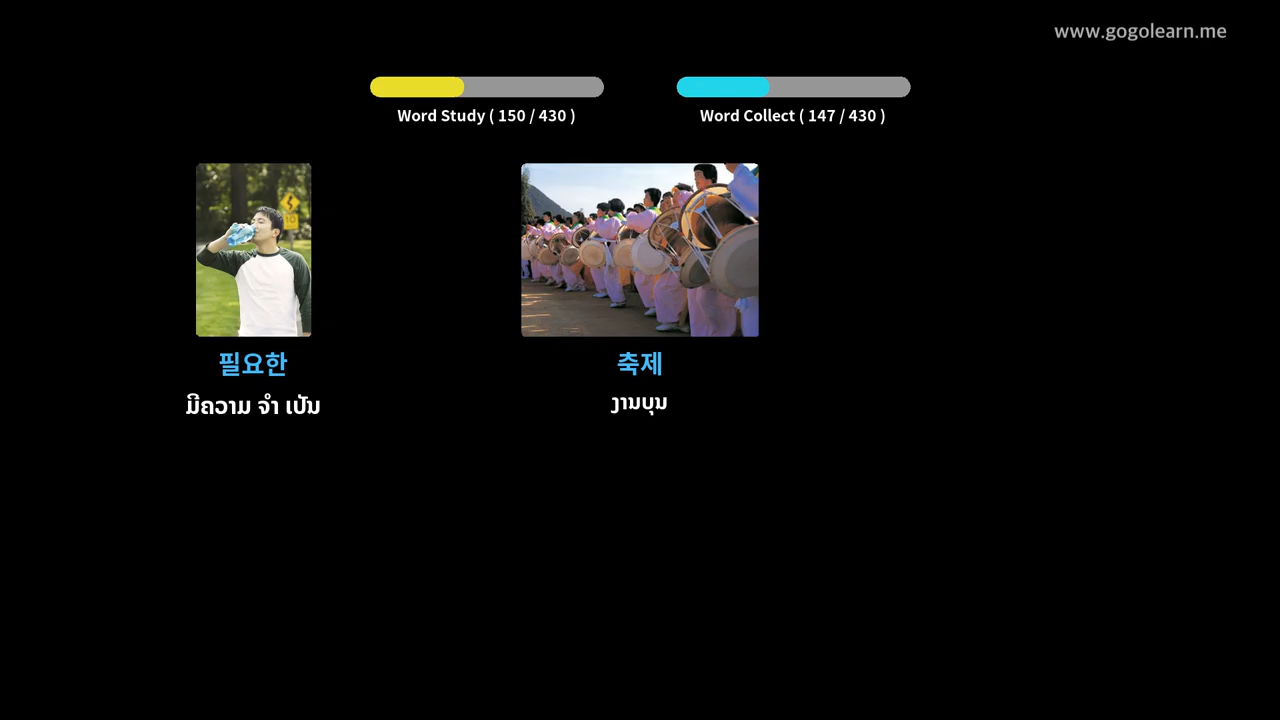 www.gogolearn.me
Word Study ( 150 / 430 )
Word Collect ( 147 / 430 )
필요한
축제
ມີຄວາມ ຈຳ ເປັນ
ງານບຸນ